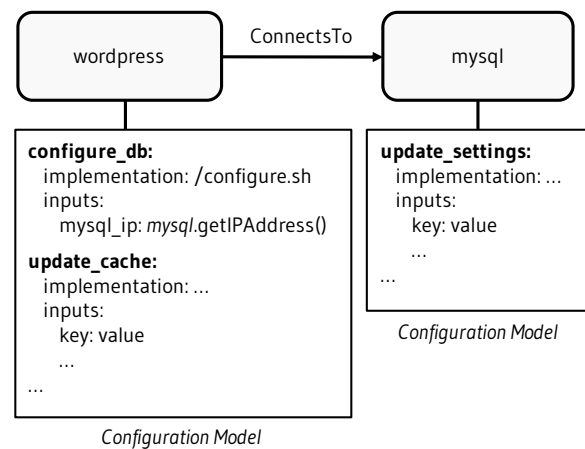 wordpress
ConnectsTo
mysql
configure_db:
implementation: /configure.sh
inputs:
mysql_ip: mysql.getIPAddress()
update_cache:
implementation: …
inputs:
key: value
…
…
Configuration Model
update_settings:
implementation: …
inputs:
key: value
…
…
Configuration Model